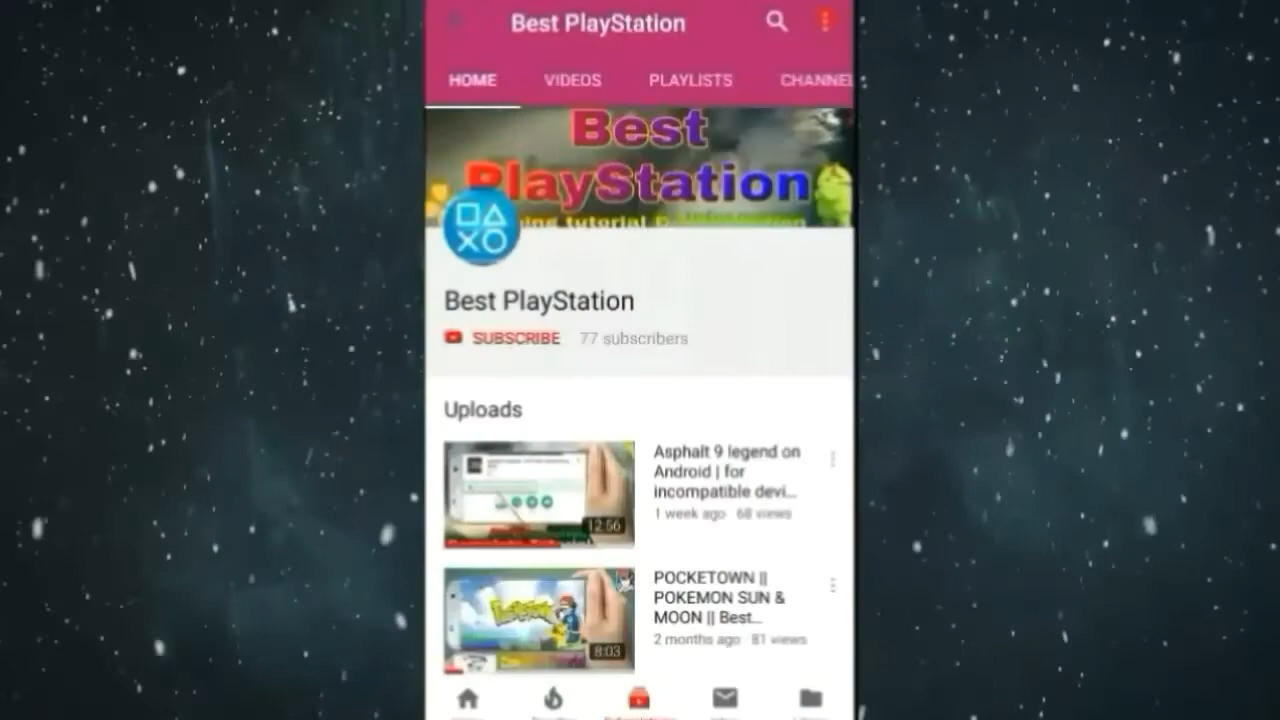 Best PlayStation
HOME VIDEOS PLAYLISTS CHANNEL
Best
PlayStation
tutorial
Best PlayStation
SUBSCRIBE 77 subscribers
Uploads
Asphalt 9 legend on
Android | for
incompatible devi...
1 week ago · 68 views
12:56
POCKETOWN ||
POKEMON SUN &
MOON || Best...
2 months ago · 81 views
8:03